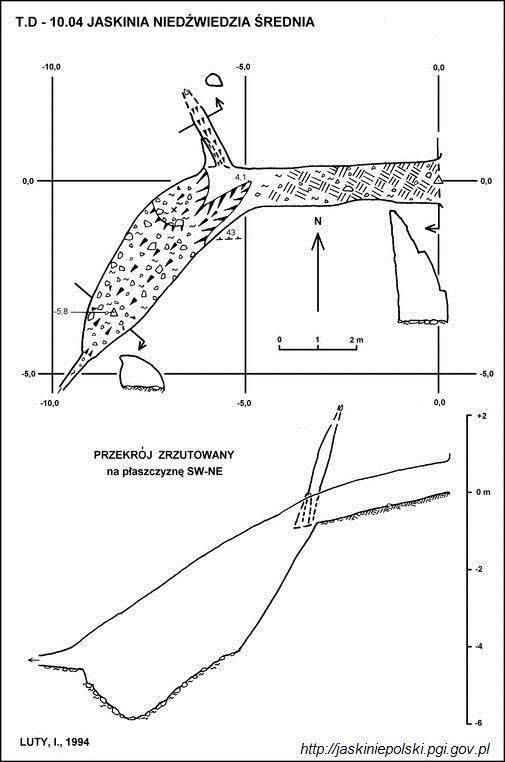 T.D - 10.04 JASKINIA NIEDŹWIEDZIA ŚREDNIA
-10,0 -5,0 0,0
4.1
0,0 0,0
43
N
-5.8
0 1 2 m
-5,0 -5,0
-10,0 -5,0 0,0
+2
PRZEKRÓJ ZRZUTOWANY
na płaszczyznę SW-NE
0 m
-2
-4
-6
LUTY, I., 1994
http://jaskiniepolski.pgi.gov.pl